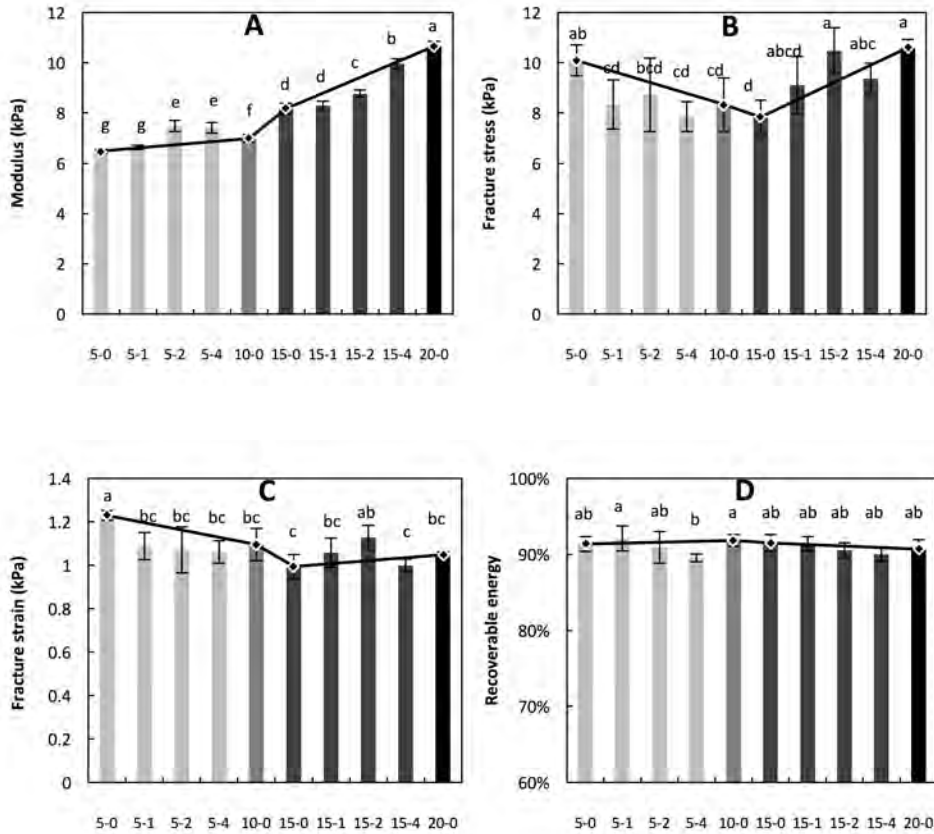 A
Modulus (kPa)
12
10
8
6
4
2
0
g g e e f d d c b a
5-0 5-1 5-2 5-4 10-0 15-0 15-1 15-2 15-4 20-0
B
Fracture stress (kPa)
12
10
8
6
4
2
0
ab cd bcd cd cd d abcd a abc a
5-0 5-1 5-2 5-4 10-0 15-0 15-1 15-2 15-4 20-0
C
Fracture strain (kPa)
1.4
1.2
1
0.8
0.6
0.4
0.2
0
a bc bc bc bc c bc ab c bc
5-0 5-1 5-2 5-4 10-0 15-0 15-1 15-2 15-4 20-0
D
Recoverable energy
100%
90%
80%
70%
60%
ab a ab b a ab ab ab ab ab
5-0 5-1 5-2 5-4 10-0 15-0 15-1 15-2 15-4 20-0